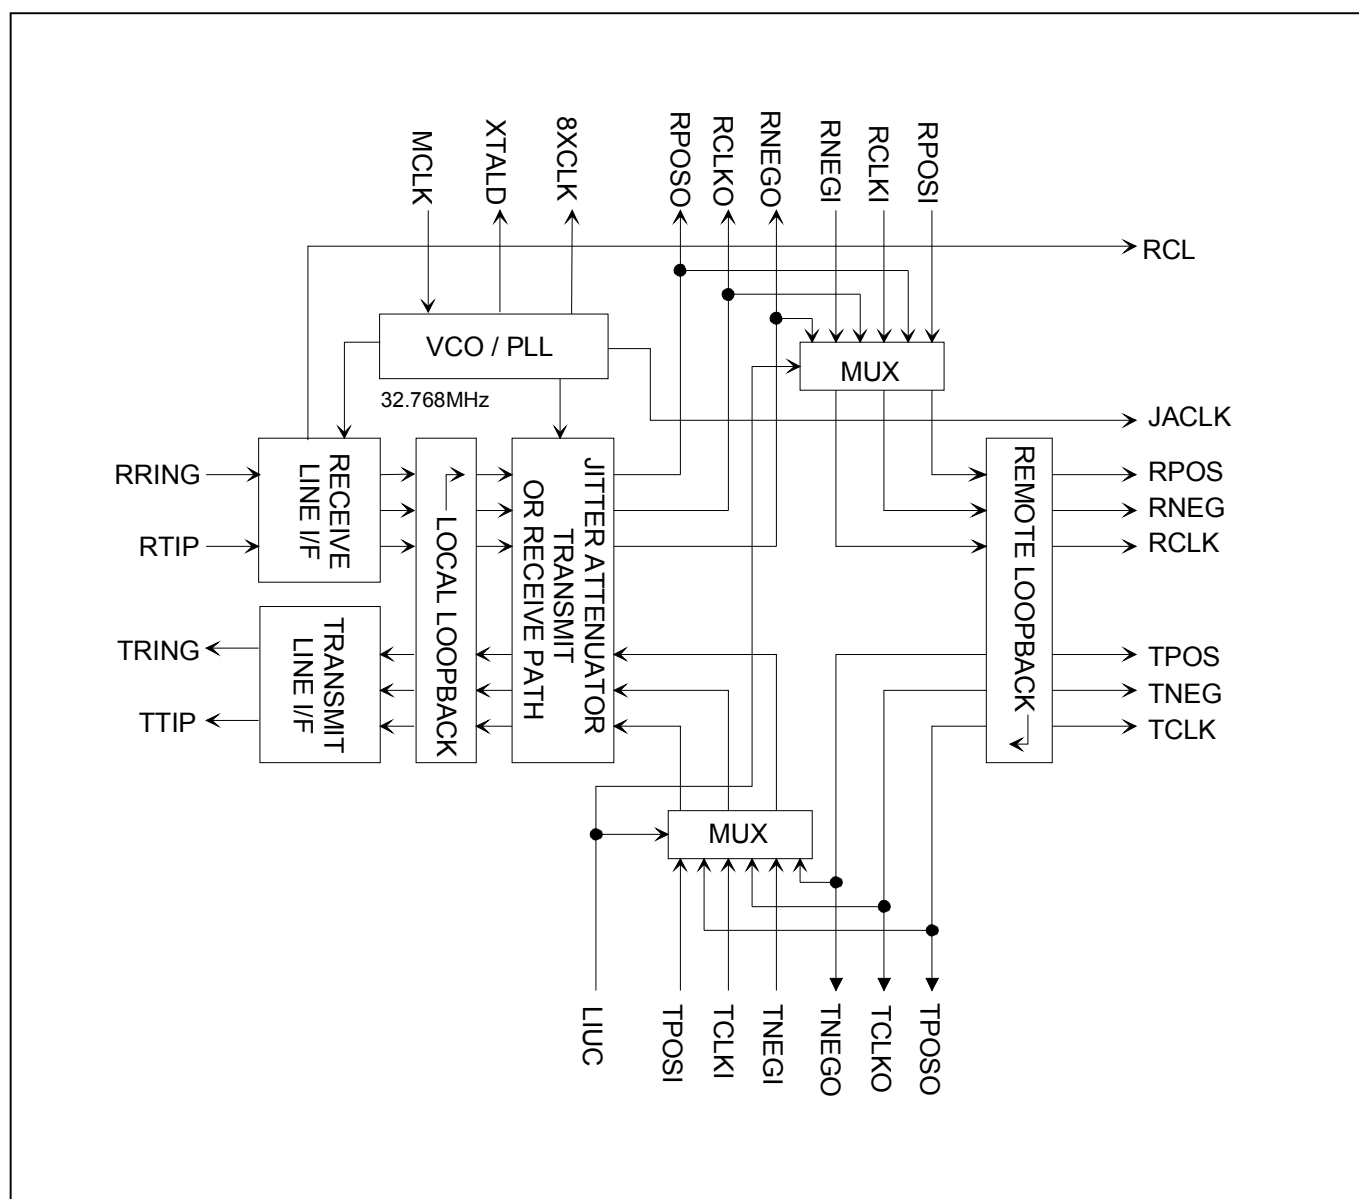 MCLK
XTALD
8XCLK
RPOSO
RCLKO
RNEGO
RNEGI
RCLKI
RPOSI
RCL
VCO / PLL
MUX
32.768MHz
JACLK
RRING
RTIP
RECEIVE
LINE I/F
LOCAL LOOPBACK
JITTER ATTENUATOR
TRANSMIT
OR RECEIVE PATH
REMOTE LOOPBACK
RPOS
RNEG
RCLK
TRING
TTIP
TRANSMIT
LINE I/F
TPOS
TNEG
TCLK
MUX
LIUC
TPOSI
TCLKI
TNEGI
TNEGO
TCLKO
TPOSO